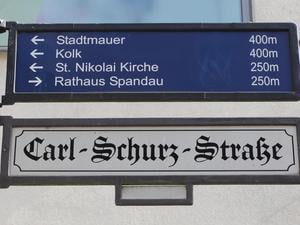 ← Stadtmauer 400m
← Kolk 400m
← St. Nikolai Kirche 250m
→ Rathaus Spandau 250m
Carl-Schurz-Straße